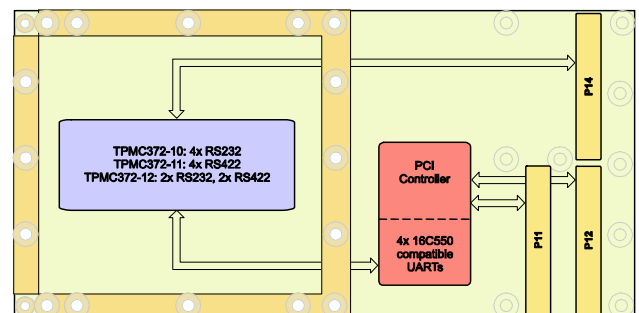 TPMC372-10: 4x RS232
TPMC372-11: 4x RS422
TPMC372-12: 2x RS232, 2x RS422
PCI
Controller
4x 16C550
compatible
UARTs
P14
P11
P12